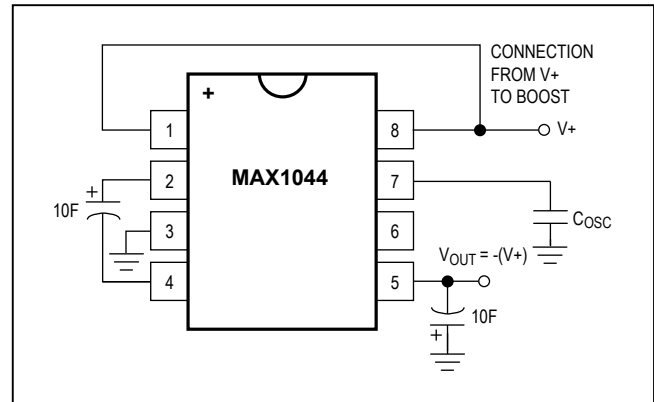 CONNECTION
FROM V+
TO BOOST
+
1
8
V+
2
MAX1044
7
+
10F
3
6
COSC
VOUT = -(V+)
4
5
10F
+